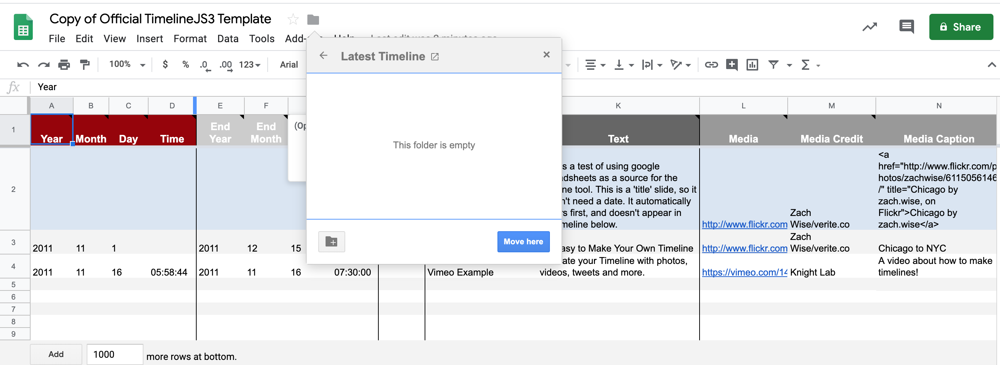 Copy of Official TimelineJS3 Template
File Edit View Insert Format Data Tools
Share
Latest Timeline
100% $ % .0 .00 123 Arial
fx Year
A B C D E F K L M N
1 Year Month Day Time End Year End Month Text Media Media Credit Media Caption
This folder is empty
2
s a test of using google
as a source for the
tool. This is a 'title' slide, so it
need a date. It automatically
first, and doesn't appear in
below.
http://www.flickr.com
Zach
Wise/verite.co
<a
href="http://www.flickr.com/p
hotos/zachwise/6115056146
/" title="Chicago by
zach.wise, on
Flickr">Chicago by
zach.wise</a>
Move here
3 2011 11 1 2011 12 15
to Make Your Own Timeline
http://www.flickr.com
Zach
Wise/verite.co
Chicago to NYC
4 2011 11 16 05:58:44 2011 11 16 07:30:00 Vimeo Example
your Timeline with photos,
videos, tweets and more.
https://vimeo.com/14
Knight Lab
A video about how to make
timelines!
5
6
7
8
9
Add 1000 more rows at bottom.